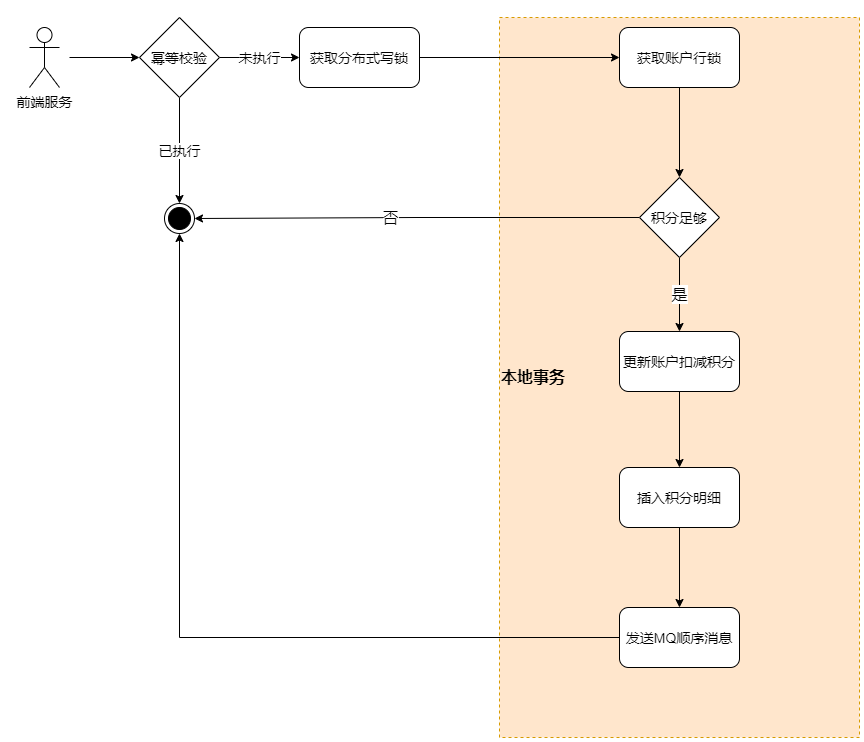 幂等校验
未执行
获取分布式写锁
获取账户行锁
前端服务
已执行
否
积分足够
是
更新账户扣减积分
本地事务
插入积分明细
发送MQ顺序消息